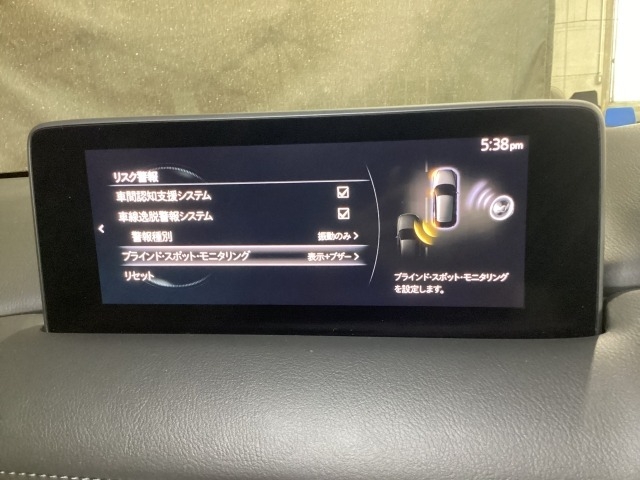 5:38pm
リスク警報
車間認知支援システム
車線逸脱警報システム
警報種別 振動のみ
ブラインド・スポット・モニタリング 表示+ブザー
リセット
ブラインド・スポット・モニタリング
を設定します。